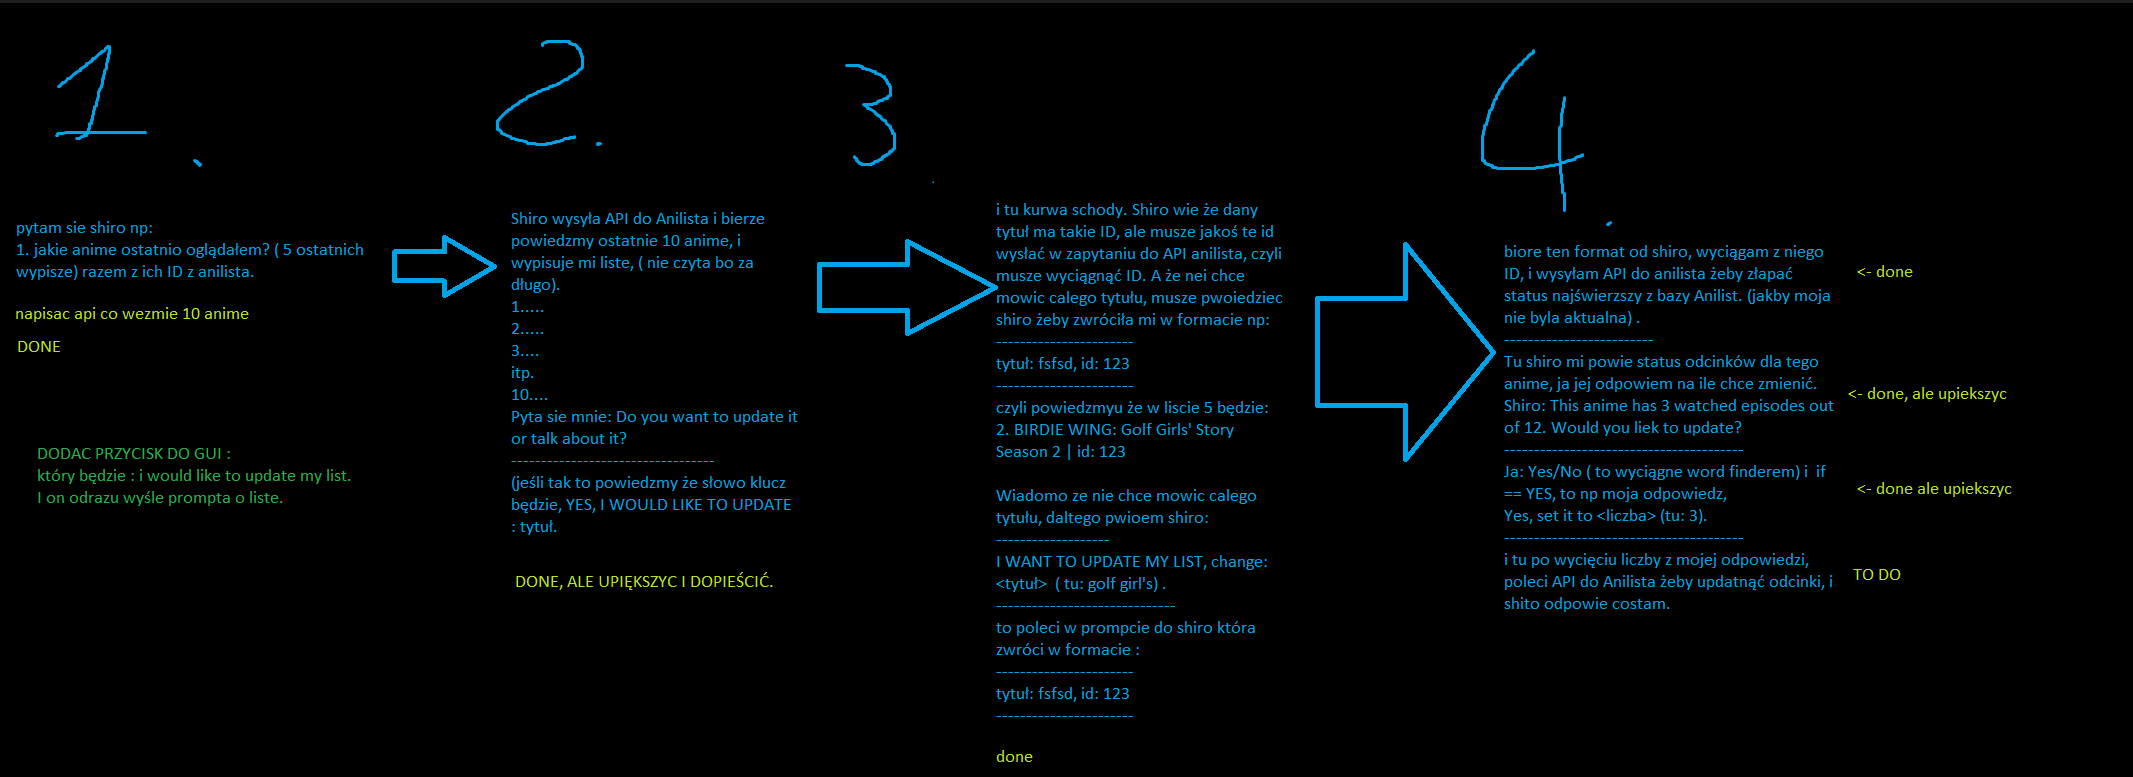 1.
pytam sie shiro np:
1. jakie anime ostatnio oglądałem? ( 5 ostatnich
wypisze) razem z ich ID z anilista.
napisac api co wezmie 10 anime
DONE
DODAC PRZYCISK DO GUI :
który będzie : i would like to update my list.
I on odrazu wyśle prompta o liste.
2.
Shiro wysyła API do Anilista i bierze
powiedzmy ostatnie 10 anime, i
wypisuje mi liste, ( nie czyta bo za
długo).
1.....
2.....
3....
itp.
10....
Pyta sie mnie: Do you want to update it
or talk about it?
----------------------------------
(jeśli tak to powiedzmy że słowo klucz
będzie, YES, I WOULD LIKE TO UPDATE
: tytuł.
DONE, ALE UPIĘKSZYC I DOPIEŚCIĆ.
3
i tu kurwa schody. Shiro wie że dany
tytuł ma takie ID, ale musze jakoś te id
wysłać w zapytaniu do API anilista, czyli
musze wyciągnąć ID. A że nei chce
mowic calego tytułu, musze pwoiedziec
shiro żeby zwróciła mi w formacie np:
-----------------------
tytuł: fsfsd, id: 123
-----------------------
czyli powiedzmyu że w liscie 5 będzie:
2. BIRDIE WING: Golf Girls' Story
Season 2 | id: 123
Wiadomo ze nie chce mowic calego
tytułu, daltego pwioem shiro:
-------------------
I WANT TO UPDATE MY LIST, change:
<tytuł>  ( tu: golf girl's) .
------------------------------
to poleci w prompcie do shiro która
zwróci w formacie :
-----------------------
tytuł: fsfsd, id: 123
-----------------------
done
4.
biore ten format od shiro, wyciągam z niego
ID, i wysyłam API do anilista żeby złapać
status najświerzszy z bazy Anilist. (jakby moja
nie byla aktualna) .
<- done
-------------------------
Tu shiro mi powie status odcinków dla tego
anime, ja jej odpowiem na ile chce zmienić.
Shiro: This anime has 3 watched episodes out
of 12. Would you liek to update?
<- done, ale upiekszyc
----------------------------------------
Ja: Yes/No ( to wyciągne word finderem) i  if
== YES, to np moja odpowiedz,
Yes, set it to <liczba> (tu: 3).
<- done ale upiekszyc
----------------------------------------
i tu po wycięciu liczby z mojej odpowiedzi,
poleci API do Anilista żeby updatnąć odcinki, i
shito odpowie costam.
TO DO